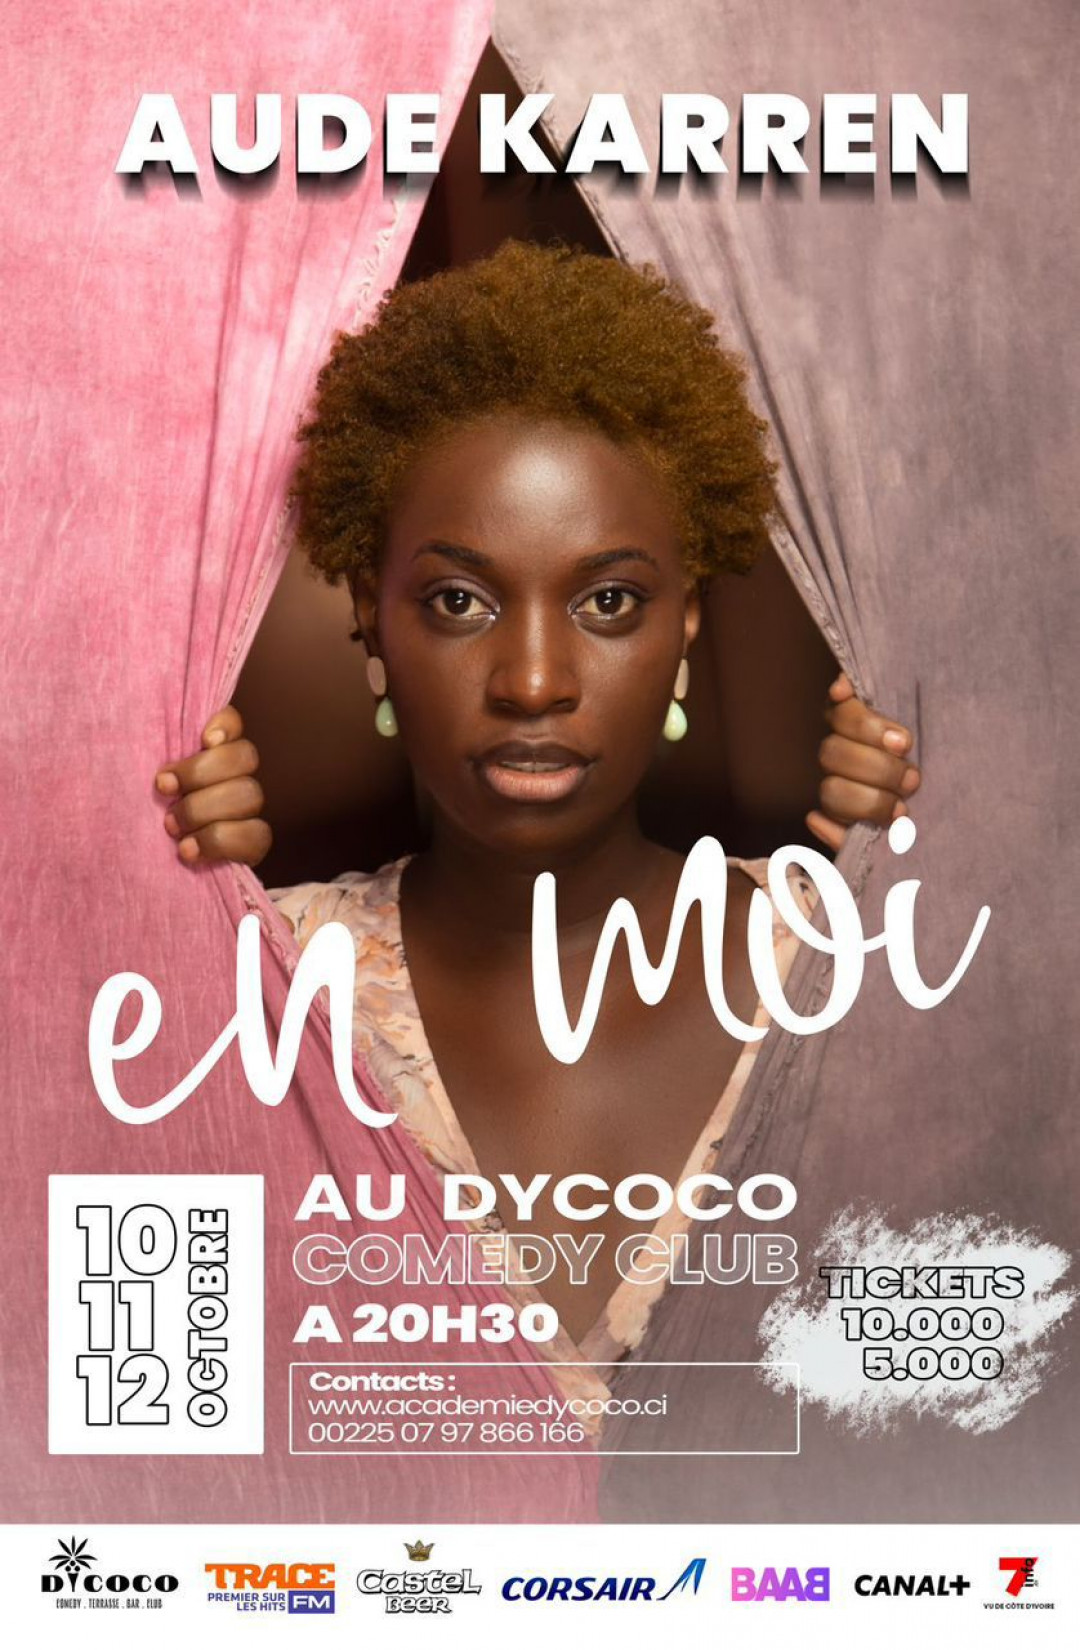 AUDE KARREN
en moi
10
11
12
OCTOBRE
AU DYCOCO
COMEDY CLUB
A 20H30
Contacts :
www.academiedycoco.ci
00225 07 97 866 166
TICKETS
10.000
5.000
DYCOCO
COMEDY . TERRASSE . BAR . CLUB
TRACE
PREMIER SUR
LES HITS FM
CASTEL
BEER
CORSAIR
BAAB
CANAL+
7info
VU DE CÔTE D'IVOIRE